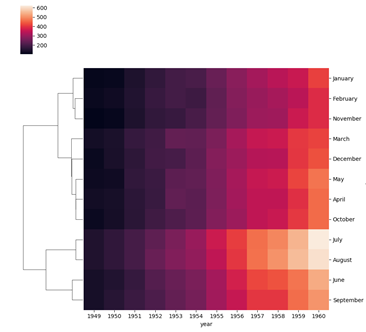 600
500
400
300
200
January
February
November
March
December
May
April
October
July
August
June
September
1949 1950 1951 1952 1953 1954 1955 1956 1957 1958 1959 1960
year